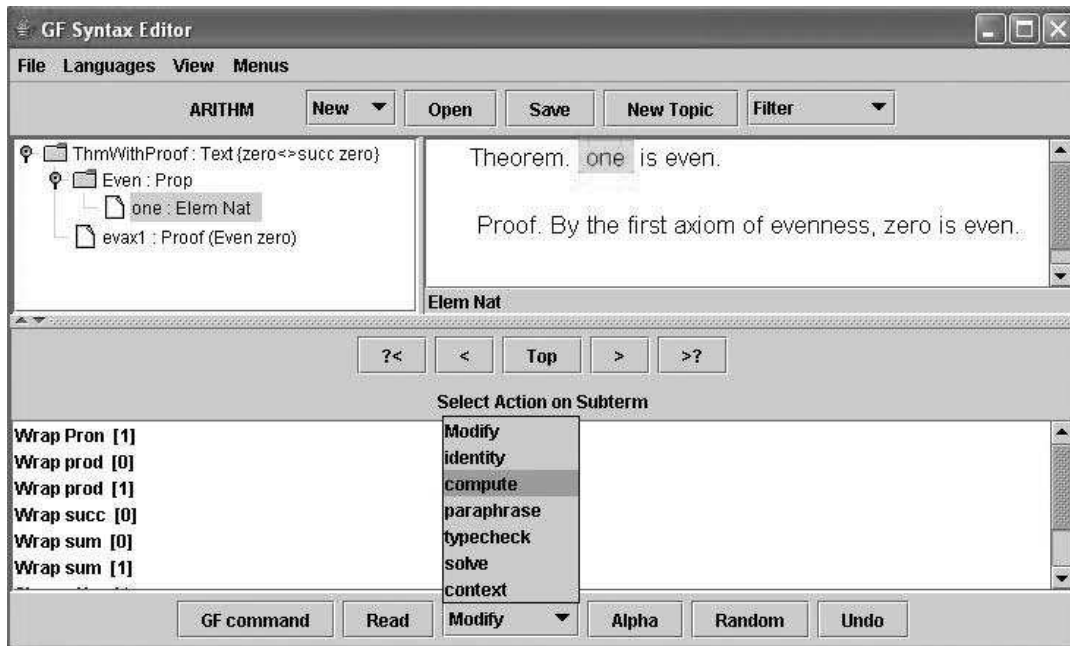 GF Syntax Editor
File Languages View Menus
ARITHM New Open Save New Topic Filter
ThmWithProof : Text {zero<>succ zero}
Even : Prop
one : Elem Nat
evax1 : Proof (Even zero)
Theorem. one is even.
Proof. By the first axiom of evenness, zero is even.
Elem Nat
?< < Top > >?
Select Action on Subterm
Wrap Pron [1]
Wrap prod [0]
Wrap prod [1]
Wrap succ [0]
Wrap sum [0]
Wrap sum [1]
Modify
identity
compute
paraphrase
typecheck
solve
context
GF command Read Modify Alpha Random Undo